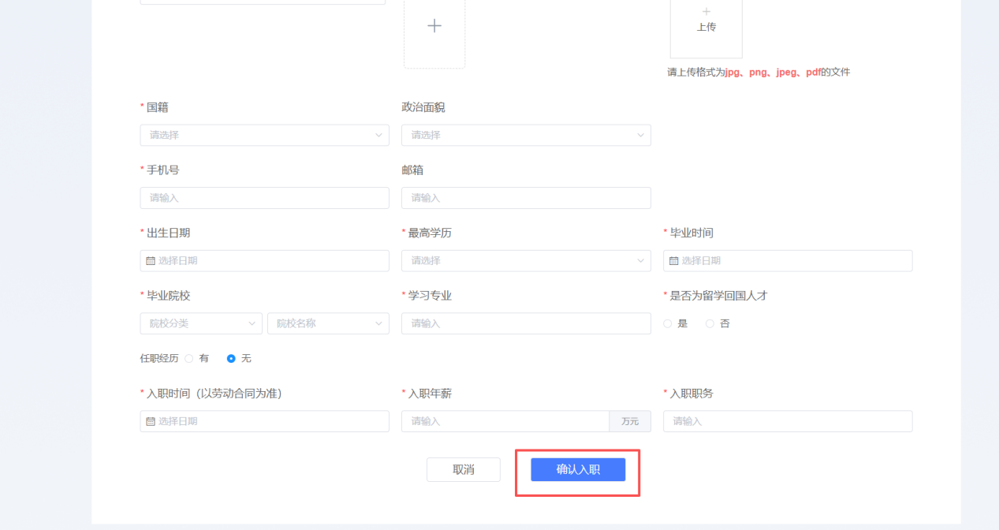 上传
请上传格式为jpg、png、jpeg、pdf的文件
* 国籍 政治面貌
请选择 请选择
* 手机号 邮箱
请输入 请输入
* 出生日期 * 最高学历 * 毕业时间
选择日期 请选择 选择日期
* 毕业院校 * 学习专业 * 是否为留学回国人才
院校分类 院校名称 请输入 是 否
任职经历 有 无
* 入职时间（以劳动合同为准） * 入职年薪 * 入职职务
选择日期 请输入 万元 请输入
取消 确认入职